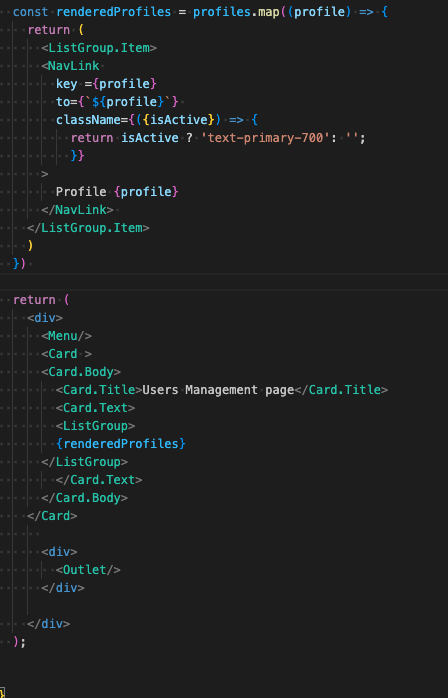 const renderedProfiles = profiles.map((profile) => {
return (
<ListGroup.Item>
<NavLink
key ={profile}
to={`${profile}`}
className={({isActive}) => {
return isActive ? 'text-primary-700': '';
}}
>
Profile {profile}
</NavLink>
</ListGroup.Item>
)
})
return (
<div>
<Menu/>
<Card >
<Card.Body>
<Card.Title>Users Management page</Card.Title>
<Card.Text>
<ListGroup>
{renderedProfiles}
</ListGroup>
</Card.Text>
</Card.Body>
</Card>
<div>
<Outlet/>
</div>
</div>
);
}